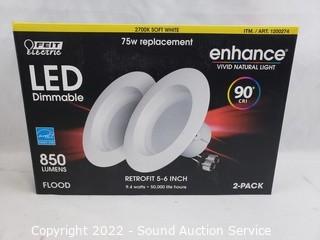 2700K SOFT WHITE
ITM. / ART. 1200274
FEIT
electric
75w replacement
enhance
VIVID NATURAL LIGHT
LED
Dimmable
90+
CRI
850
LUMENS
FLOOD
RETROFIT 5-6 INCH
9.4 watts • 50,000 life hours
2-PACK
Copyright 2022 - Sound Auction Service